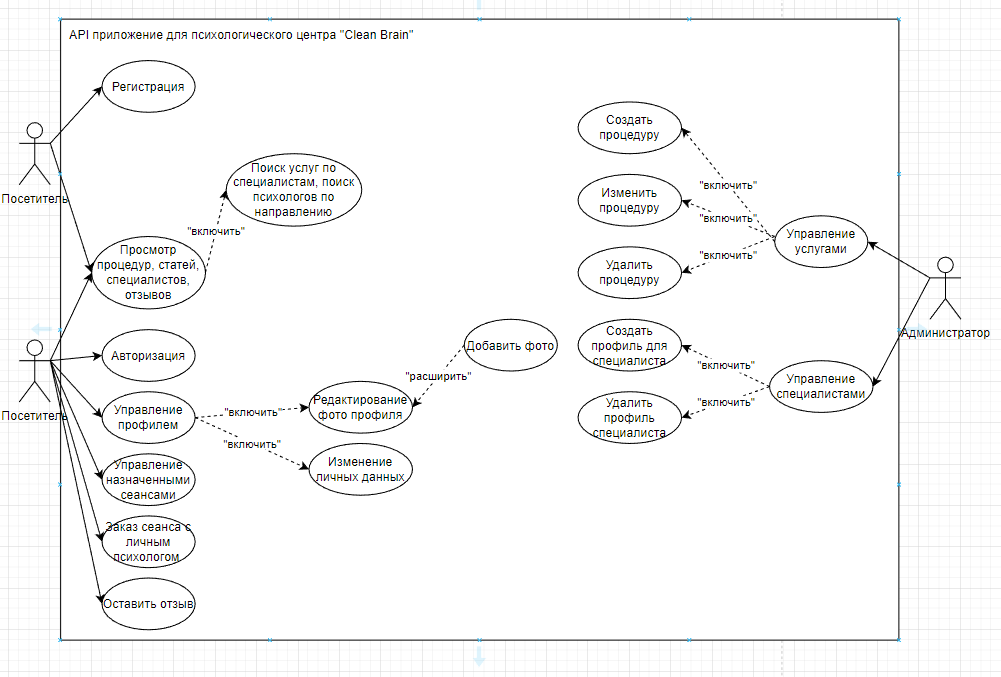 API приложение для психологического центра "Clean Brain"
Регистрация
Посетитель
Поиск услуг по
специалистам, поиск
психологов по
направлению
"включить"
Просмотр
процедур, статей,
специалистов,
отзывов
Посетитель
Авторизация
Управление
профилем
"включить"
"включить"
Редактирование
фото профиля
"расширить"
Добавить фото
Изменение
личных данных
Управление
назначенными
сеансами
Заказ сеанса с
личным
психологом
Оставить отзыв
Создать
процедуру
Изменить
процедуру
Удалить
процедуру
"включить"
"включить"
"включить"
Управление
услугами
Администратор
Создать
профиль для
специалиста
Удалить
профиль
специалиста
"включить"
"включить"
Управление
специалистами